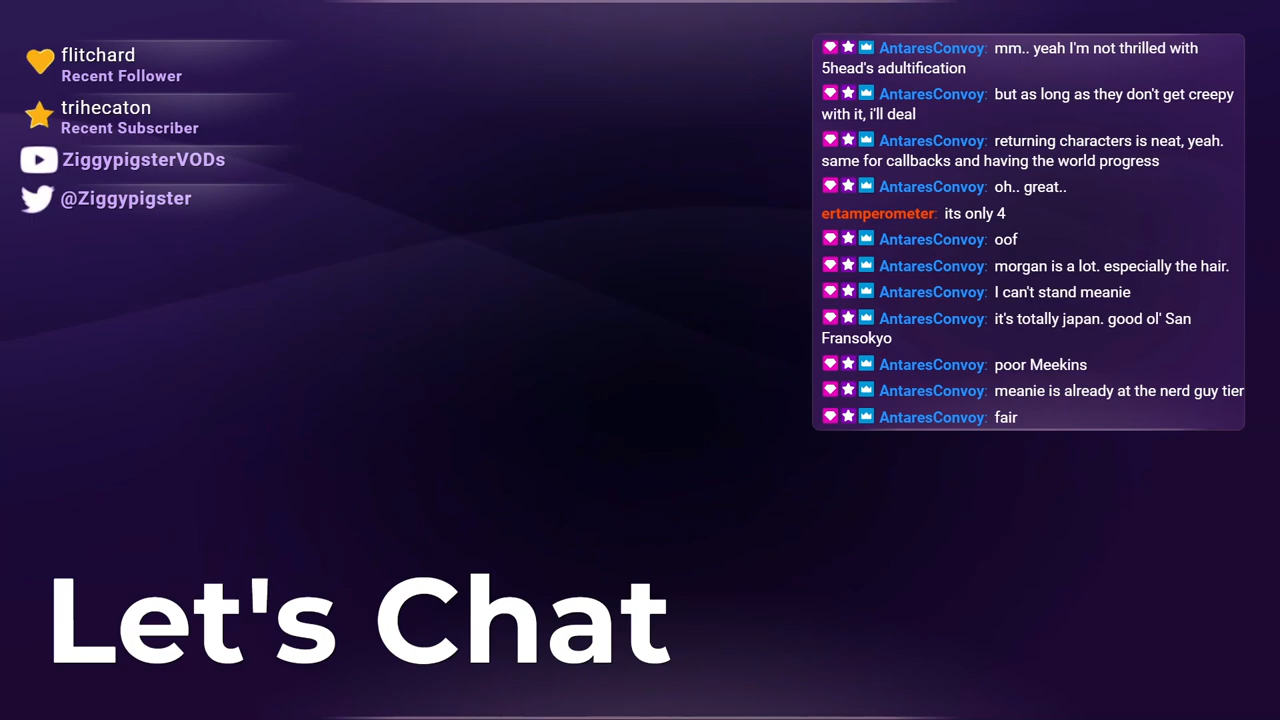 flitchard
Recent Follower
trihecaton
Recent Subscriber
ZiggypigsterVODs
@Ziggypigster
AntaresConvoy: mm.. yeah I'm not thrilled with
5head's adultification
AntaresConvoy: but as long as they don't get creepy
with it, i'll deal
AntaresConvoy: returning characters is neat, yeah.
same for callbacks and having the world progress
AntaresConvoy: oh.. great..
ertamperometer: its only 4
AntaresConvoy: oof
AntaresConvoy: morgan is a lot. especially the hair.
AntaresConvoy: I can't stand meanie
AntaresConvoy: it's totally japan. good ol' San
Fransokyo
AntaresConvoy: poor Meekins
AntaresConvoy: meanie is already at the nerd guy tier
AntaresConvoy: fair
Let's Chat